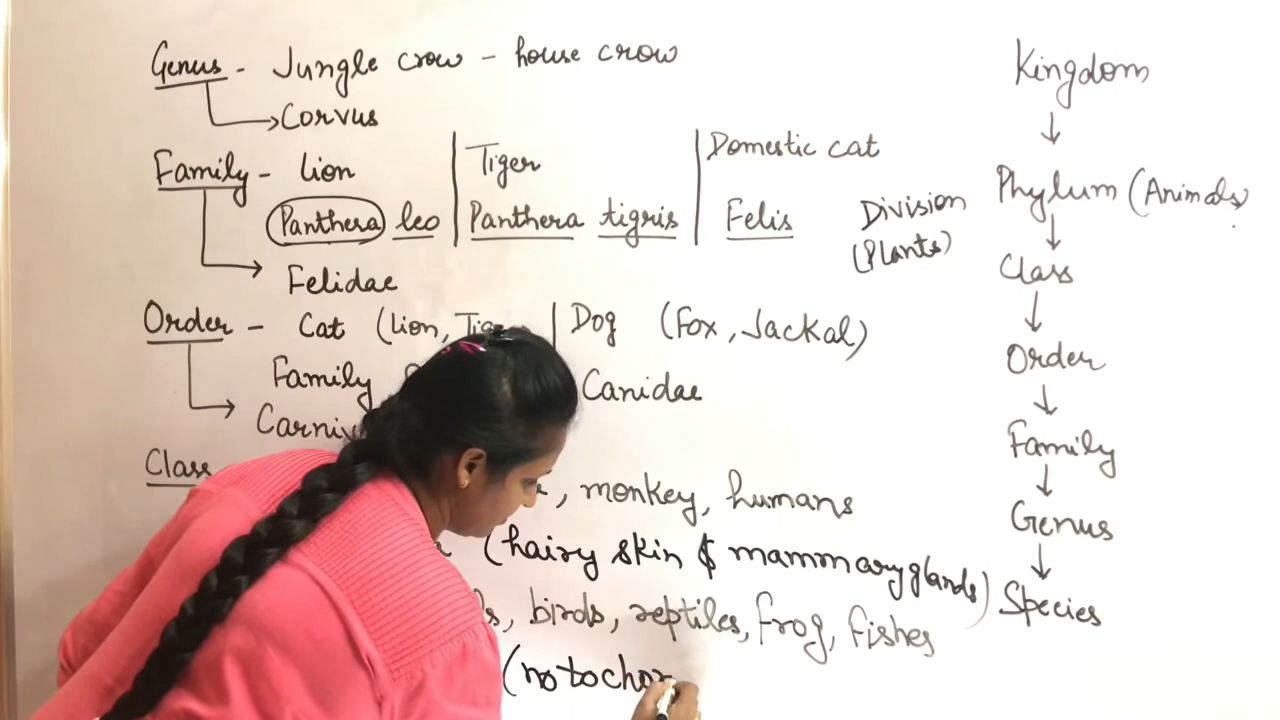 Genus - Jungle crow - house crow
Corvus
Family - Lion | Tiger | Domestic cat
Panthera leo | Panthera tigris | Felis
Felidae
Order - Cat (Lion, | Dog (Fox, Jackal)
Family Canidae
Class
, monkey, humans
(hairy skin & mammary glands)
, birds, reptiles, frog, fishes
(notochor
Kingdom
↓
Phylum (Animals)
Division
(Plants)
↓
Class
↓
Order
↓
Family
↓
Genus
↓
Species